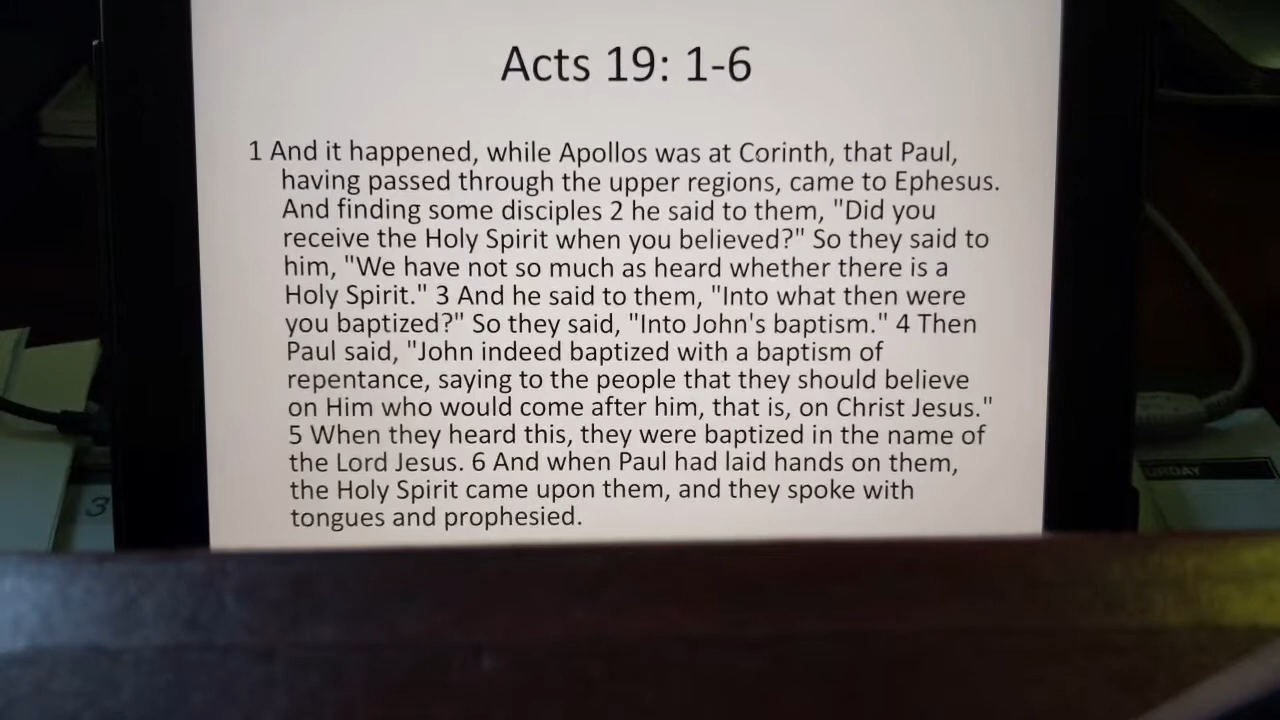 Acts 19: 1-6
1 And it happened, while Apollos was at Corinth, that Paul,
having passed through the upper regions, came to Ephesus.
And finding some disciples 2 he said to them, "Did you
receive the Holy Spirit when you believed?" So they said to
him, "We have not so much as heard whether there is a
Holy Spirit." 3 And he said to them, "Into what then were
you baptized?" So they said, "Into John's baptism." 4 Then
Paul said, "John indeed baptized with a baptism of
repentance, saying to the people that they should believe
on Him who would come after him, that is, on Christ Jesus."
5 When they heard this, they were baptized in the name of
the Lord Jesus. 6 And when Paul had laid hands on them,
the Holy Spirit came upon them, and they spoke with
tongues and prophesied.
3